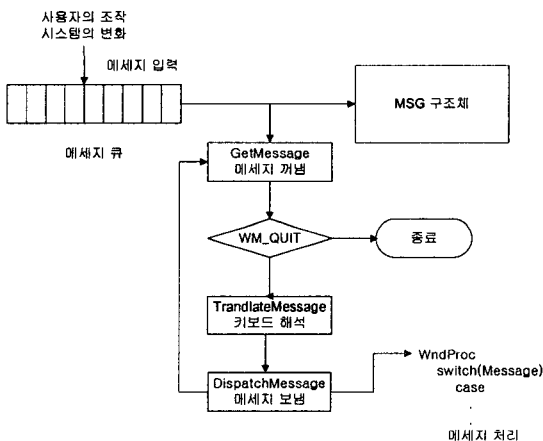 사용자의 조작
시스템의 변화
메세지 입력
MSG 구조체
메세지 큐
GetMessage
메세지 꺼냄
WM_QUIT
종료
TrandlateMessage
키보드 해석
DispatchMessage
메세지 보냄
WndProc
switch(Message)
case
.
.
메세지 처리